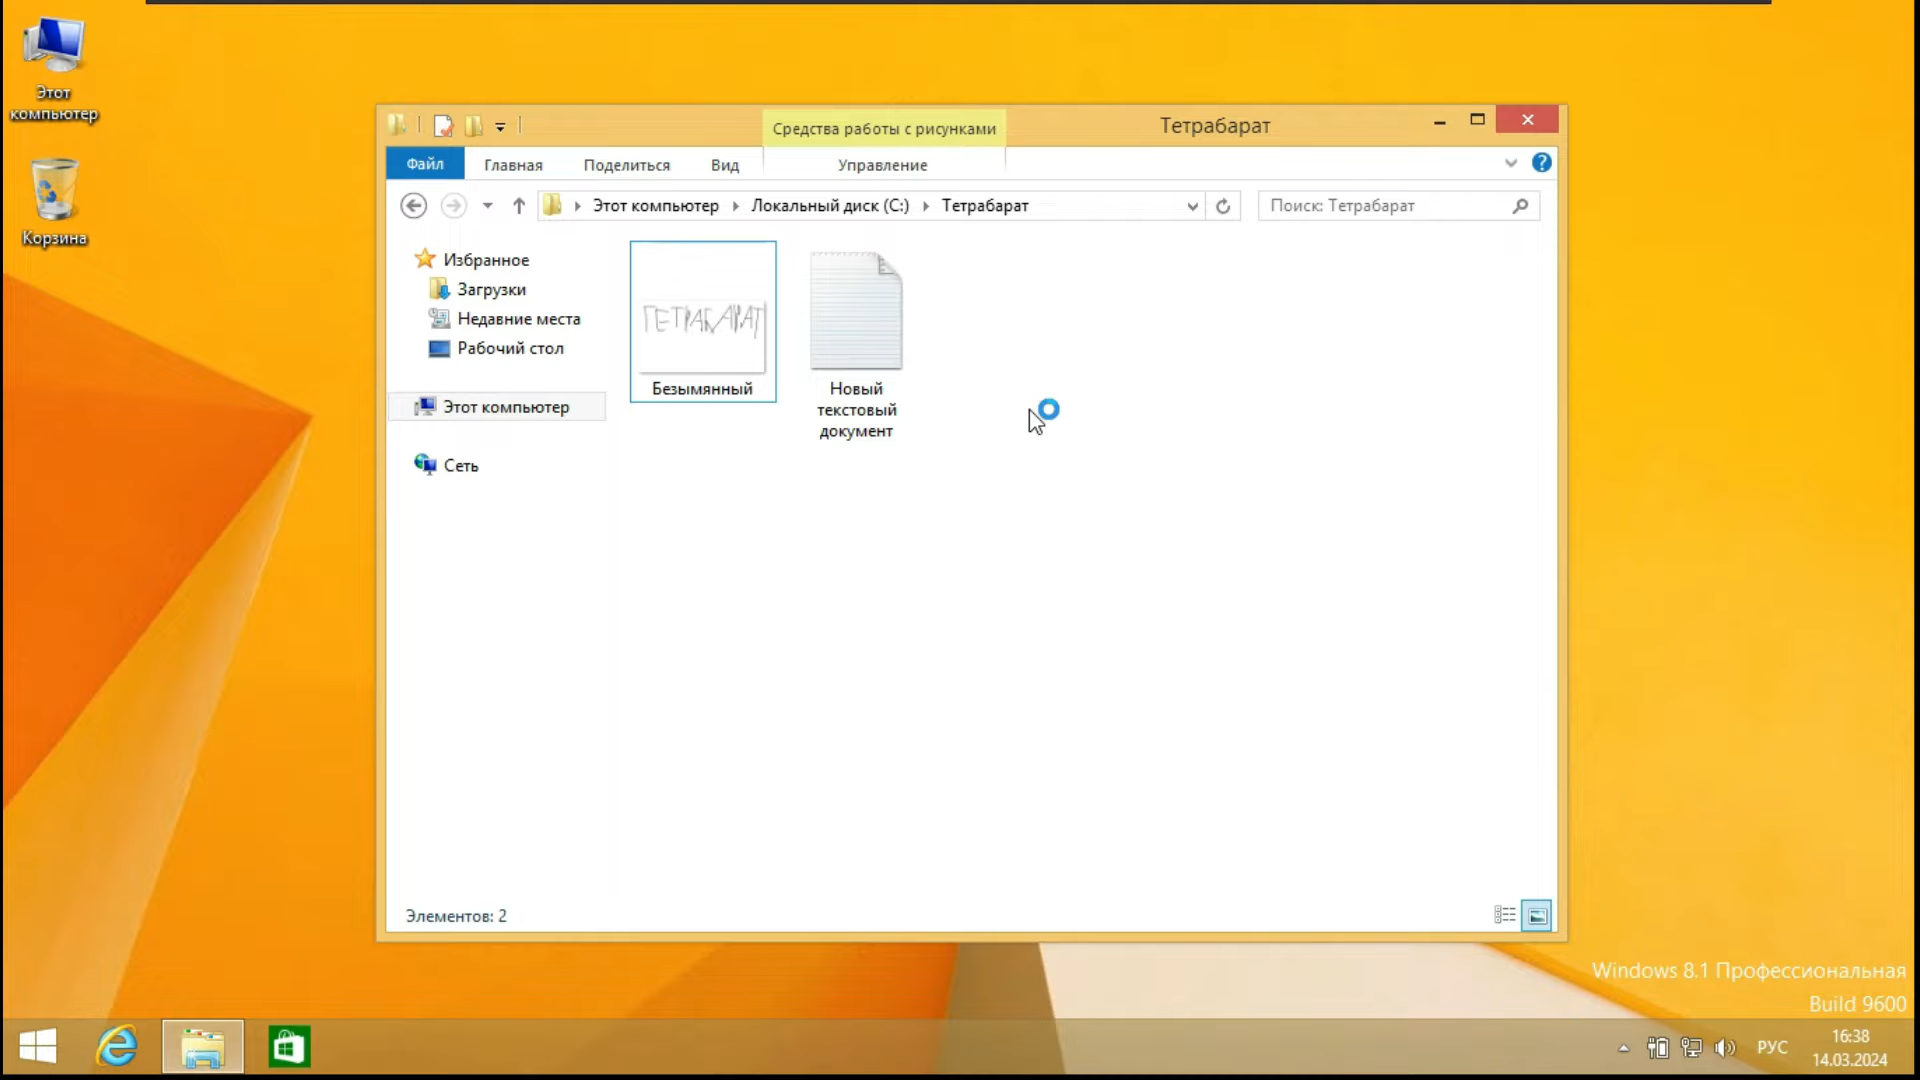 Этот
компьютер
Корзина
Средства работы с рисунками
Тетрабарат
Файл
Главная
Поделиться
Вид
Управление
Этот компьютер
Локальный диск (C:)
Тетрабарат
Поиск: Тетрабарат
Избранное
Загрузки
Недавние места
Рабочий стол
Этот компьютер
Сеть
ТЕТРАБАРАТ
Безымянный
Новый
текстовый
документ
Элементов: 2
Windows 8.1 Профессиональная
Build 9600
РУС
16:38
14.03.2024